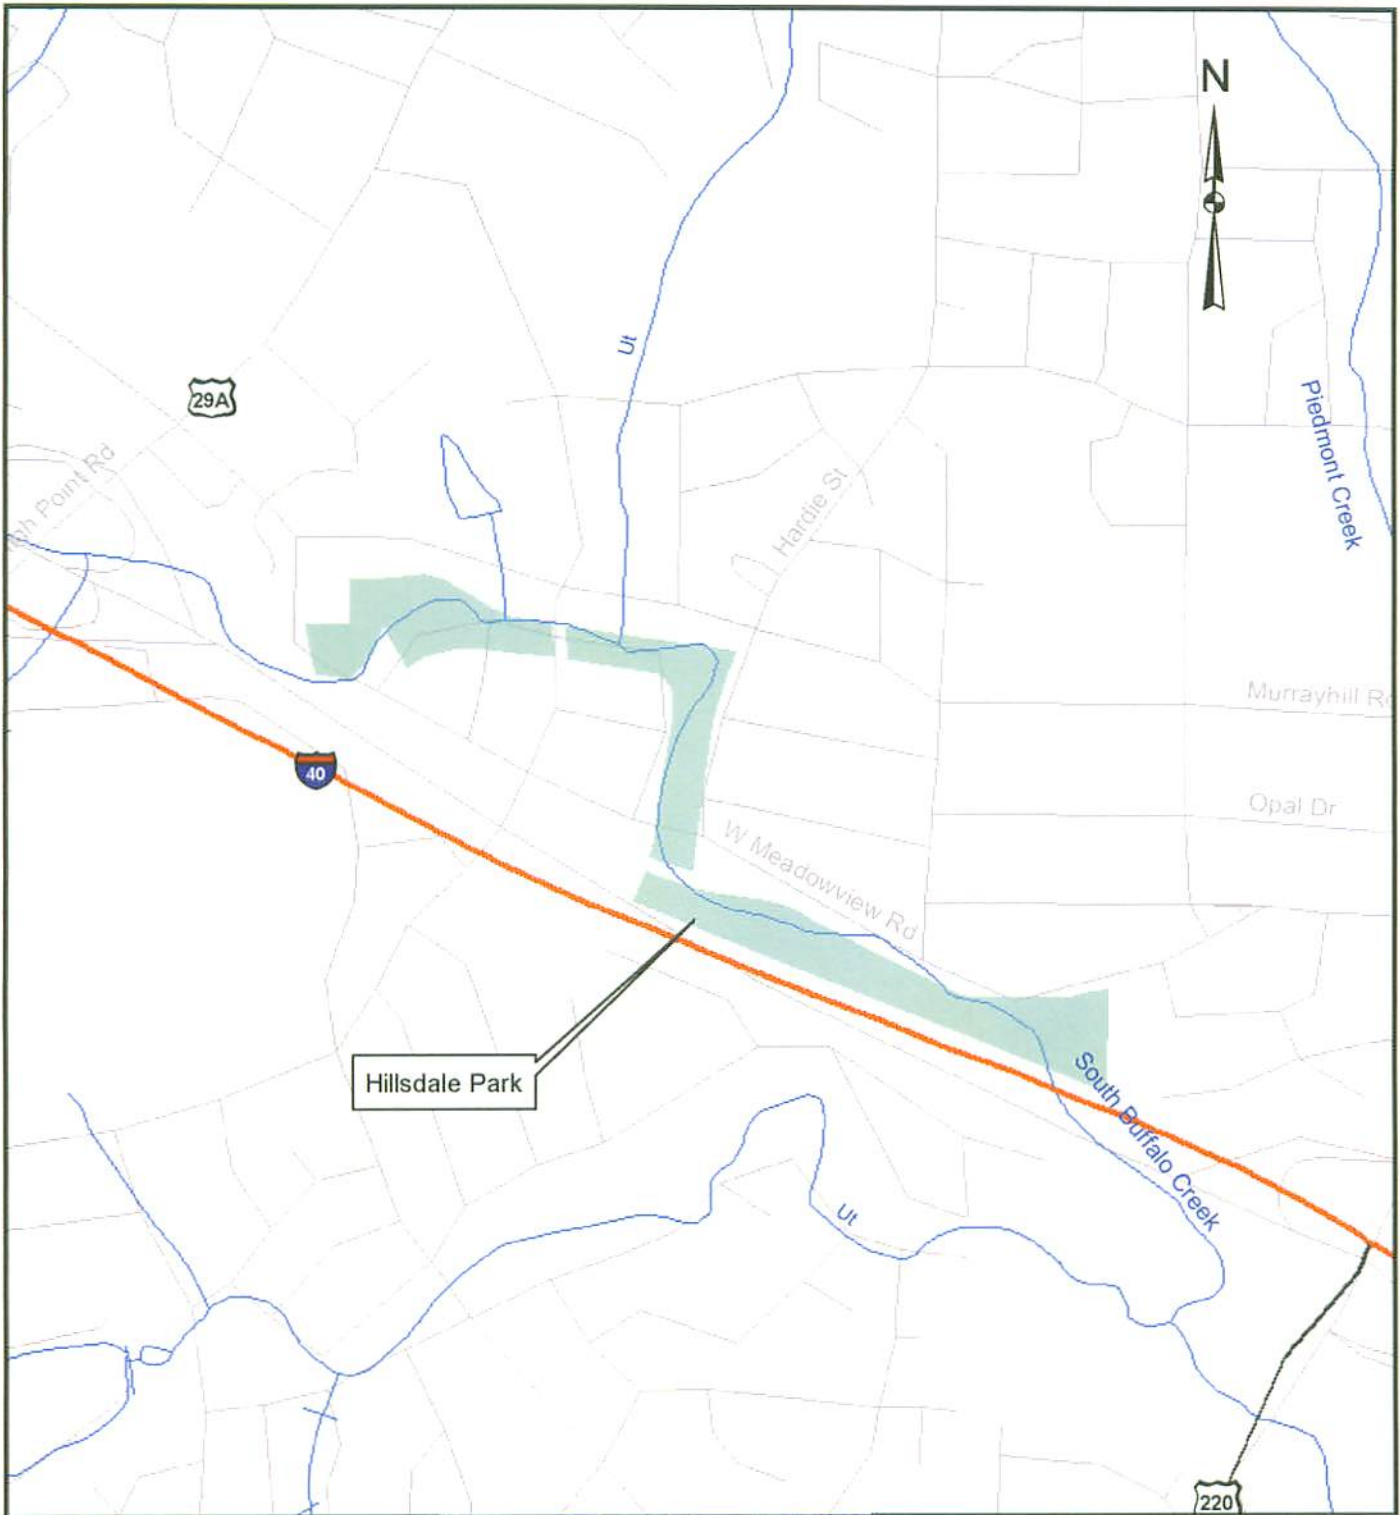 N
Ut
29A
Piedmont Creek
Point Rd
Hardie St
Murrayhill
40
Opal Dr
W Meadowview Rd
Hillsdale Park
South Buffalo Creek
Ut
220